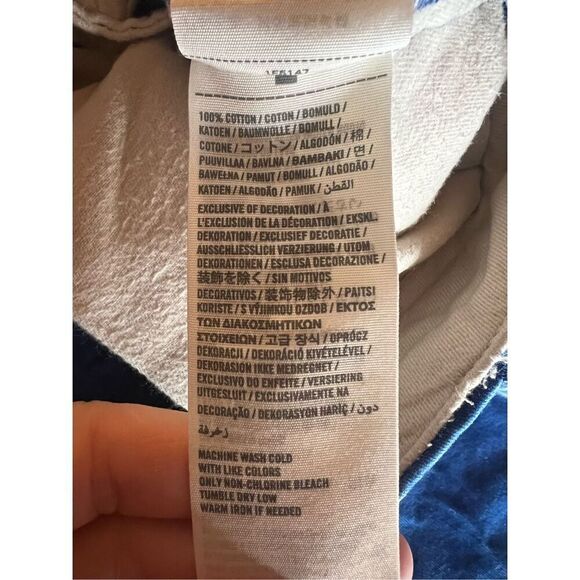 100% COTTON / COTON / BOMULD /
KATOEN / BAUMWOLLE / BOMULL /
COTONE / コットン / ALGODÓN / 棉 /
PUUVILLAA / BAVLNA / ΒΑΜΒΑΚΙ / 면 /
BAWEŁNA / PAMUT / BOMULL / ALGODÃO /
KATOEN / ALGODÃO / PAMUK / القطن
EXCLUSIVE OF DECORATION / À
L'EXCLUSION DE LA DÉCORATION / EKSKL.
DEKORATION / EXCLUSIEF DECORATIE /
AUSSCHLIESSLICH VERZIERUNG / UTOM
DEKORATIONEN / ESCLUSA DECORAZIONE /
装飾を除く / SIN MOTIVOS
DECORATIVOS / 装饰物除外 / PAITSI
KORISTE / S VÝJIMKOU OZDOB / ΕΚΤΟΣ
ΤΩΝ ΔΙΑΚΟΣΜΗΤΙΚΩΝ
ΣΤΟΙΧΕΙΩΝ / 고급 장식 / OPRÓCZ
DEKORACJI / DEKORÁCIÓ KIVÉTELÉVEL /
DEKORASJON IKKE MEDREGNET /
EXCLUSIVO DO ENFEITE / VERSIERING
UITGESLUIT / EXCLUSIVAMENTE NA
DECORAÇÃO / DEKORASYON HARİÇ / دون
زخرفة
MACHINE WASH COLD
WITH LIKE COLORS
ONLY NON-CHLORINE BLEACH
TUMBLE DRY LOW
WARM IRON IF NEEDED